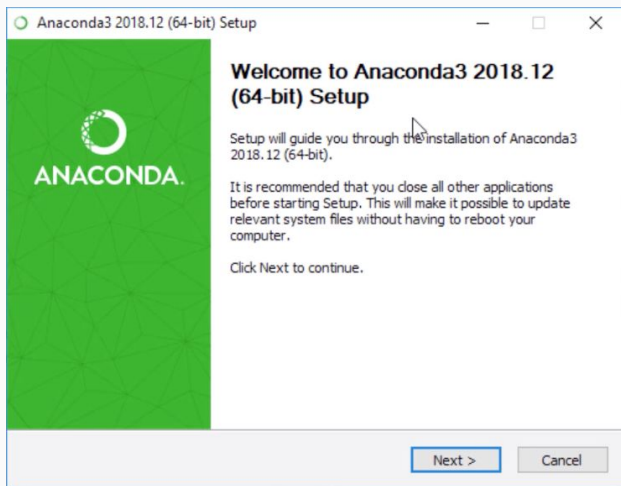 Anaconda3 2018.12 (64-bit) Setup
ANACONDA.
Welcome to Anaconda3 2018.12
(64-bit) Setup
Setup will guide you through the installation of Anaconda3
2018.12 (64-bit).
It is recommended that you close all other applications
before starting Setup. This will make it possible to update
relevant system files without having to reboot your
computer.
Click Next to continue.
Next >
Cancel